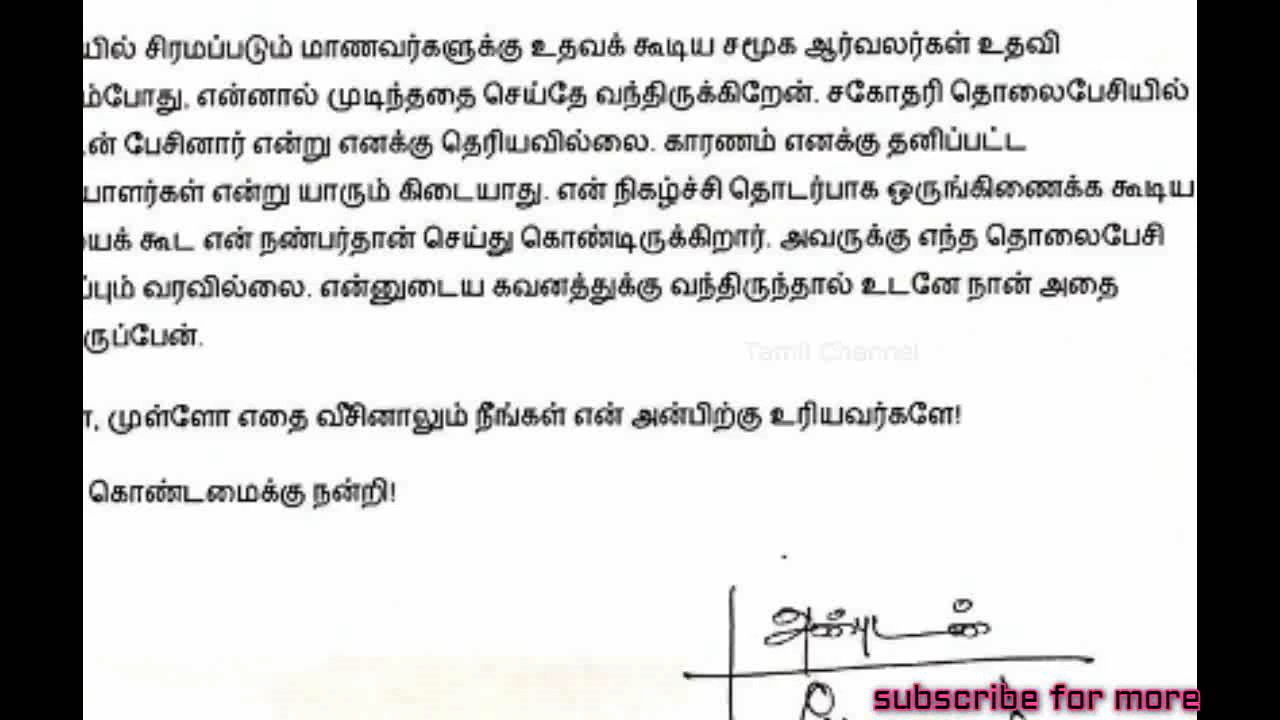 யில் சிரமப்படும் மாணவர்களுக்கு உதவக் கூடிய சமூக ஆர்வலர்கள் உதவி
ம்போது, என்னால் முடிந்ததை செய்தே வந்திருக்கிறேன். சகோதரி தொலைபேசியில்
ன் பேசினார் என்று எனக்கு தெரியவில்லை. காரணம் எனக்கு தனிப்பட்ட
யாளர்கள் என்று யாரும் கிடையாது. என் நிகழ்ச்சி தொடர்பாக ஒருங்கிணைக்க கூடிய
யைக் கூட என் நண்பர்தான் செய்து கொண்டிருக்கிறார். அவருக்கு எந்த தொலைபேசி
ப்பும் வரவில்லை. என்னுடைய கவனத்துக்கு வந்திருந்தால் உடனே நான் அதை
ருப்பேன்.
Tamil Channel
, முள்ளோ எதை வீசினாலும் நீங்கள் என் அன்பிற்கு உரியவர்களே!
கொண்டமைக்கு நன்றி!
அன்புடன்
subscribe for more